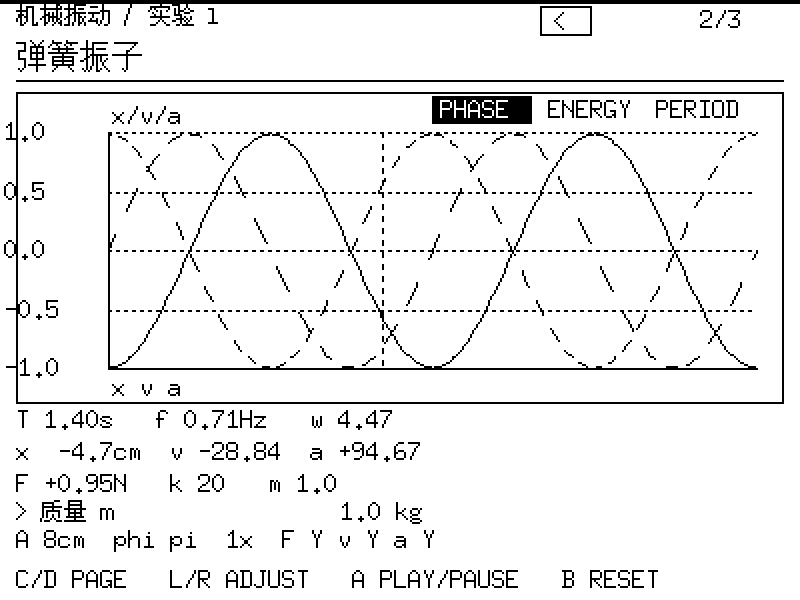 机械振动 / 实验 1 < 2/3
弹簧振子
x/v/a PHASE ENERGY PERIOD
1.0
0.5
0.0
-0.5
-1.0
x v a
T 1.40s f 0.71Hz w 4.47
x -4.7cm v -28.84 a +94.67
F +0.95N k 20 m 1.0
> 质量 m 1.0 kg
A 8cm phi pi 1x F Y v Y a Y
C/D PAGE L/R ADJUST A PLAY/PAUSE B RESET